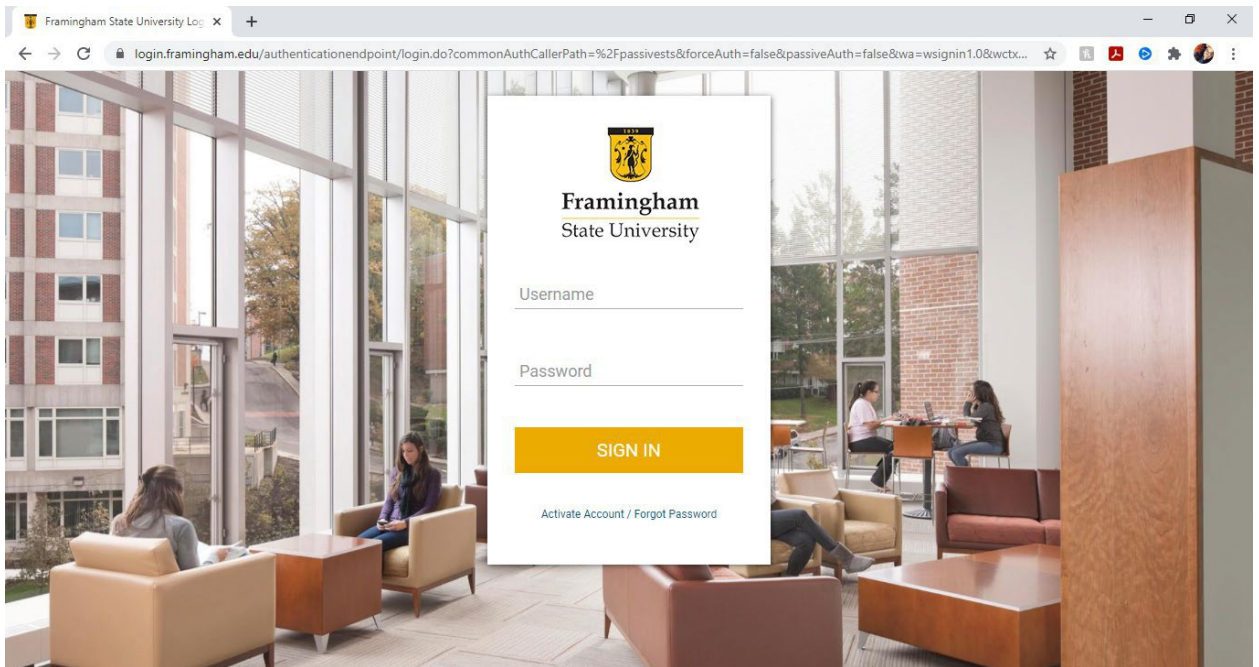 Framingham State University Log
login.framingham.edu/authenticationendpoint/login.do?commonAuthCallerPath=%2Fpassivests&forceAuth=false&passiveAuth=false&wa=wsignin1.0&wctx...
1839
Framingham
State University
Username
Password
SIGN IN
Activate Account / Forgot Password